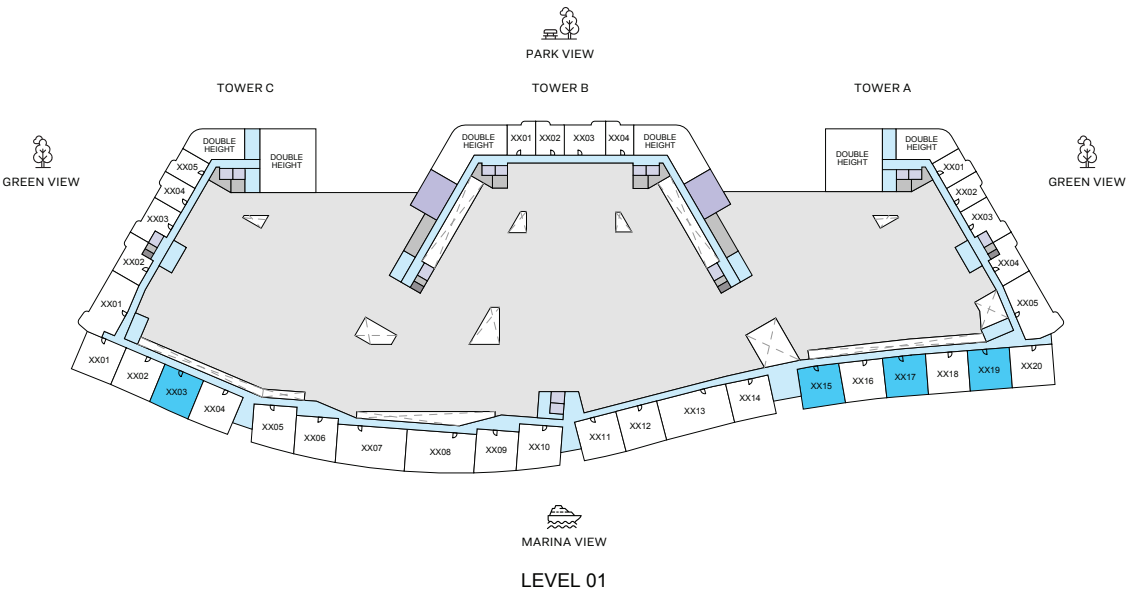 PARK VIEW
TOWER C
TOWER B
TOWER A
GREEN VIEW
GREEN VIEW
DOUBLE
HEIGHT
DOUBLE
HEIGHT
XX05
XX04
XX03
XX02
XX01
DOUBLE
HEIGHT
XX01
XX02
XX03
XX04
DOUBLE
HEIGHT
DOUBLE
HEIGHT
DOUBLE
HEIGHT
XX01
XX02
XX03
XX04
XX05
XX01
XX02
XX03
XX04
XX05
XX06
XX07
XX08
XX09
XX10
XX11
XX12
XX13
XX14
XX15
XX16
XX17
XX18
XX19
XX20
MARINA VIEW
LEVEL 01